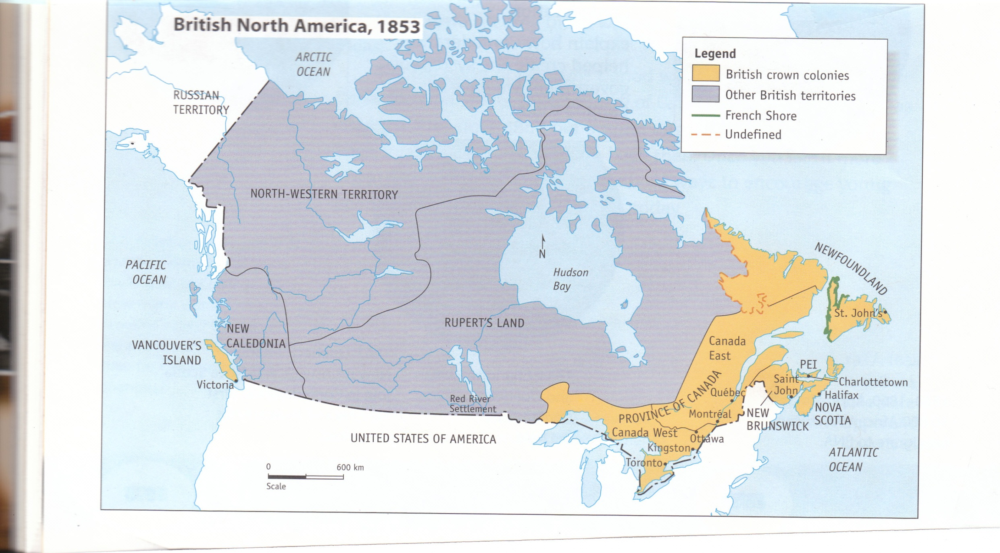 British North America, 1853
ARCTIC
OCEAN
Legend
British crown colonies
Other British territories
French Shore
Undefined
RUSSIAN
TERRITORY
NORTH-WESTERN TERRITORY
N
PACIFIC
OCEAN
Hudson
Bay
NEWFOUNDLAND
St. John's
NEW
CALEDONIA
RUPERT'S LAND
VANCOUVER'S
ISLAND
Victoria
Canada
East
PEI
Saint
John
Charlottetown
Québec
Halifax
PROVINCE OF CANADA
Red River
Settlement
Montréal
NEW
BRUNSWICK
NOVA
SCOTIA
UNITED STATES OF AMERICA
Canada West
Ottawa
Kingston
Toronto
ATLANTIC
OCEAN
0 600 km
Scale